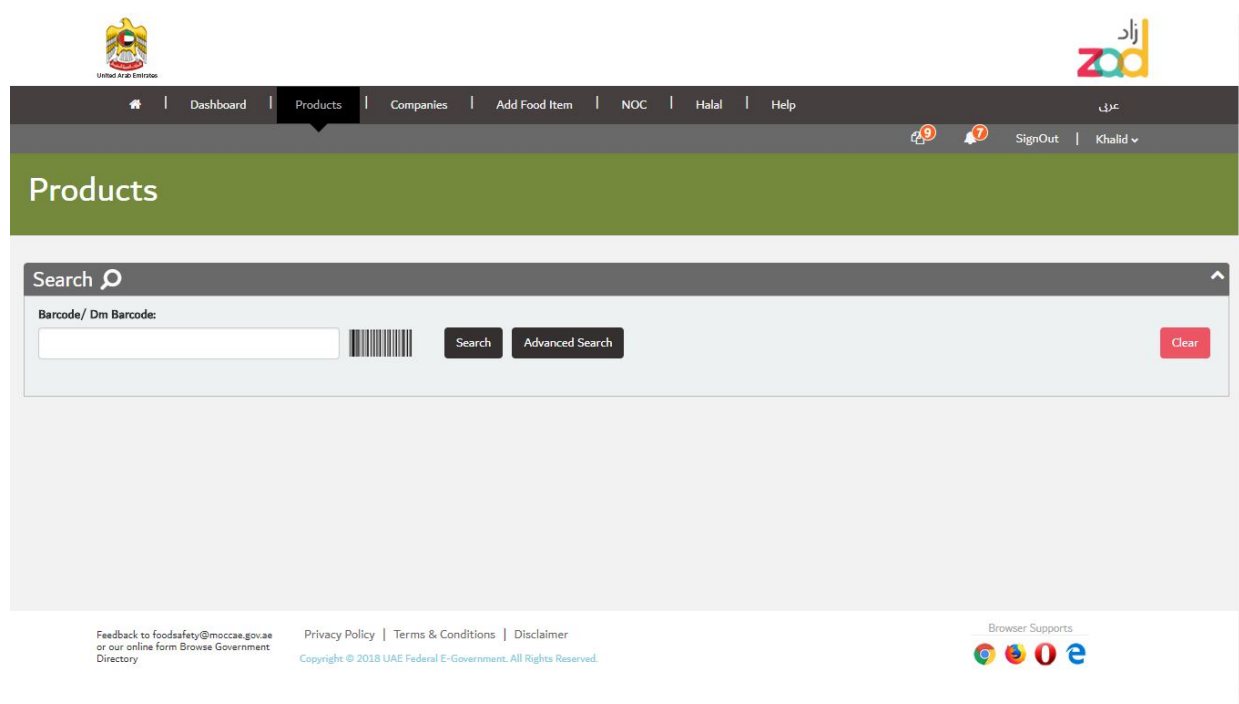 United Arab Emirates
زاد
zad
Dashboard | Products | Companies | Add Food Item | NOC | Halal | Help
عربى
9 7 SignOut | Khalid
Products
Search
Barcode/ Dm Barcode:
Search Advanced Search Clear
Feedback to foodsafety@moccae.gov.ae
or our online form Browse Government
Directory
Privacy Policy | Terms & Conditions | Disclaimer
Copyright © 2018 UAE Federal E-Government. All Rights Reserved.
Browser Supports